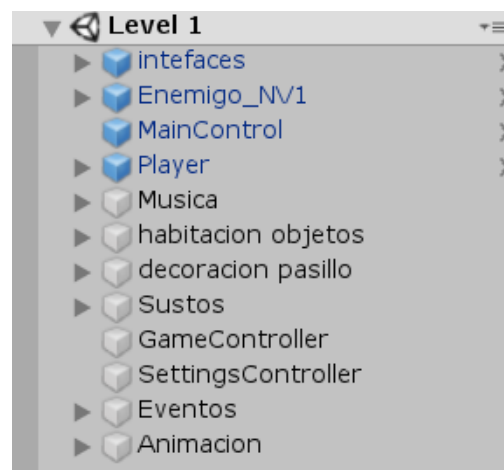 Level 1
intefaces
Enemigo_NV1
MainControl
Player
Musica
habitacion objetos
decoracion pasillo
Sustos
GameController
SettingsController
Eventos
Animacion